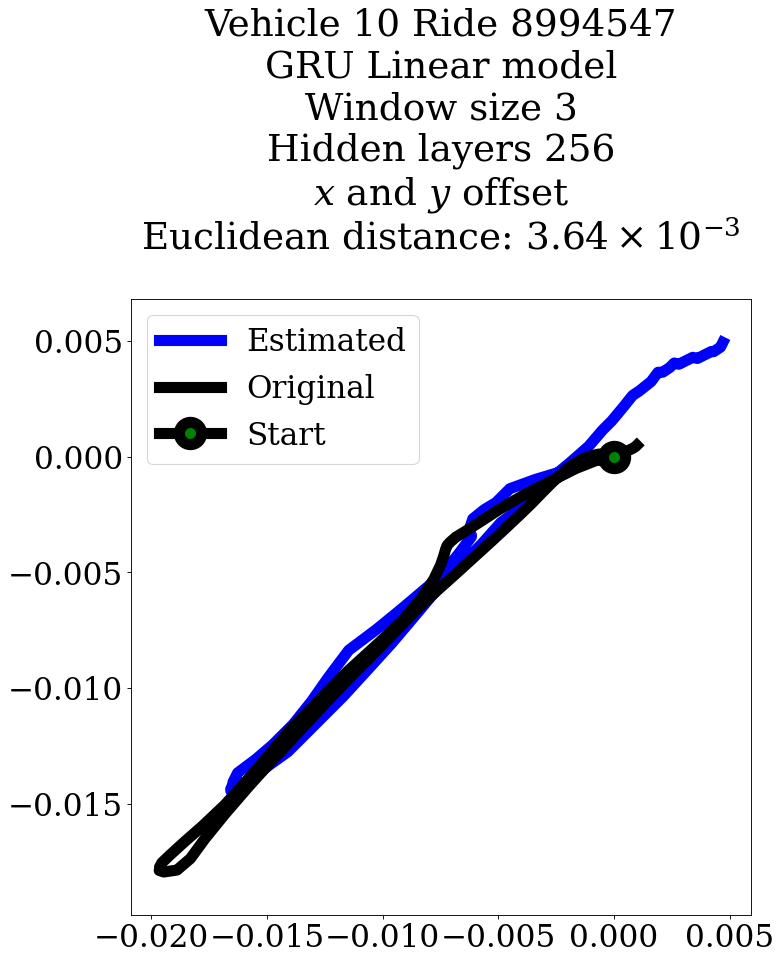 Vehicle 10 Ride 8994547
GRU Linear model
Window size 3
Hidden layers 256
x and y offset
Euclidean distance: 3.64 × 10⁻³
Estimated
Original
Start
0.005
0.000
−0.005
−0.010
−0.015
−0.020 −0.015 −0.010 −0.005 0.000 0.005